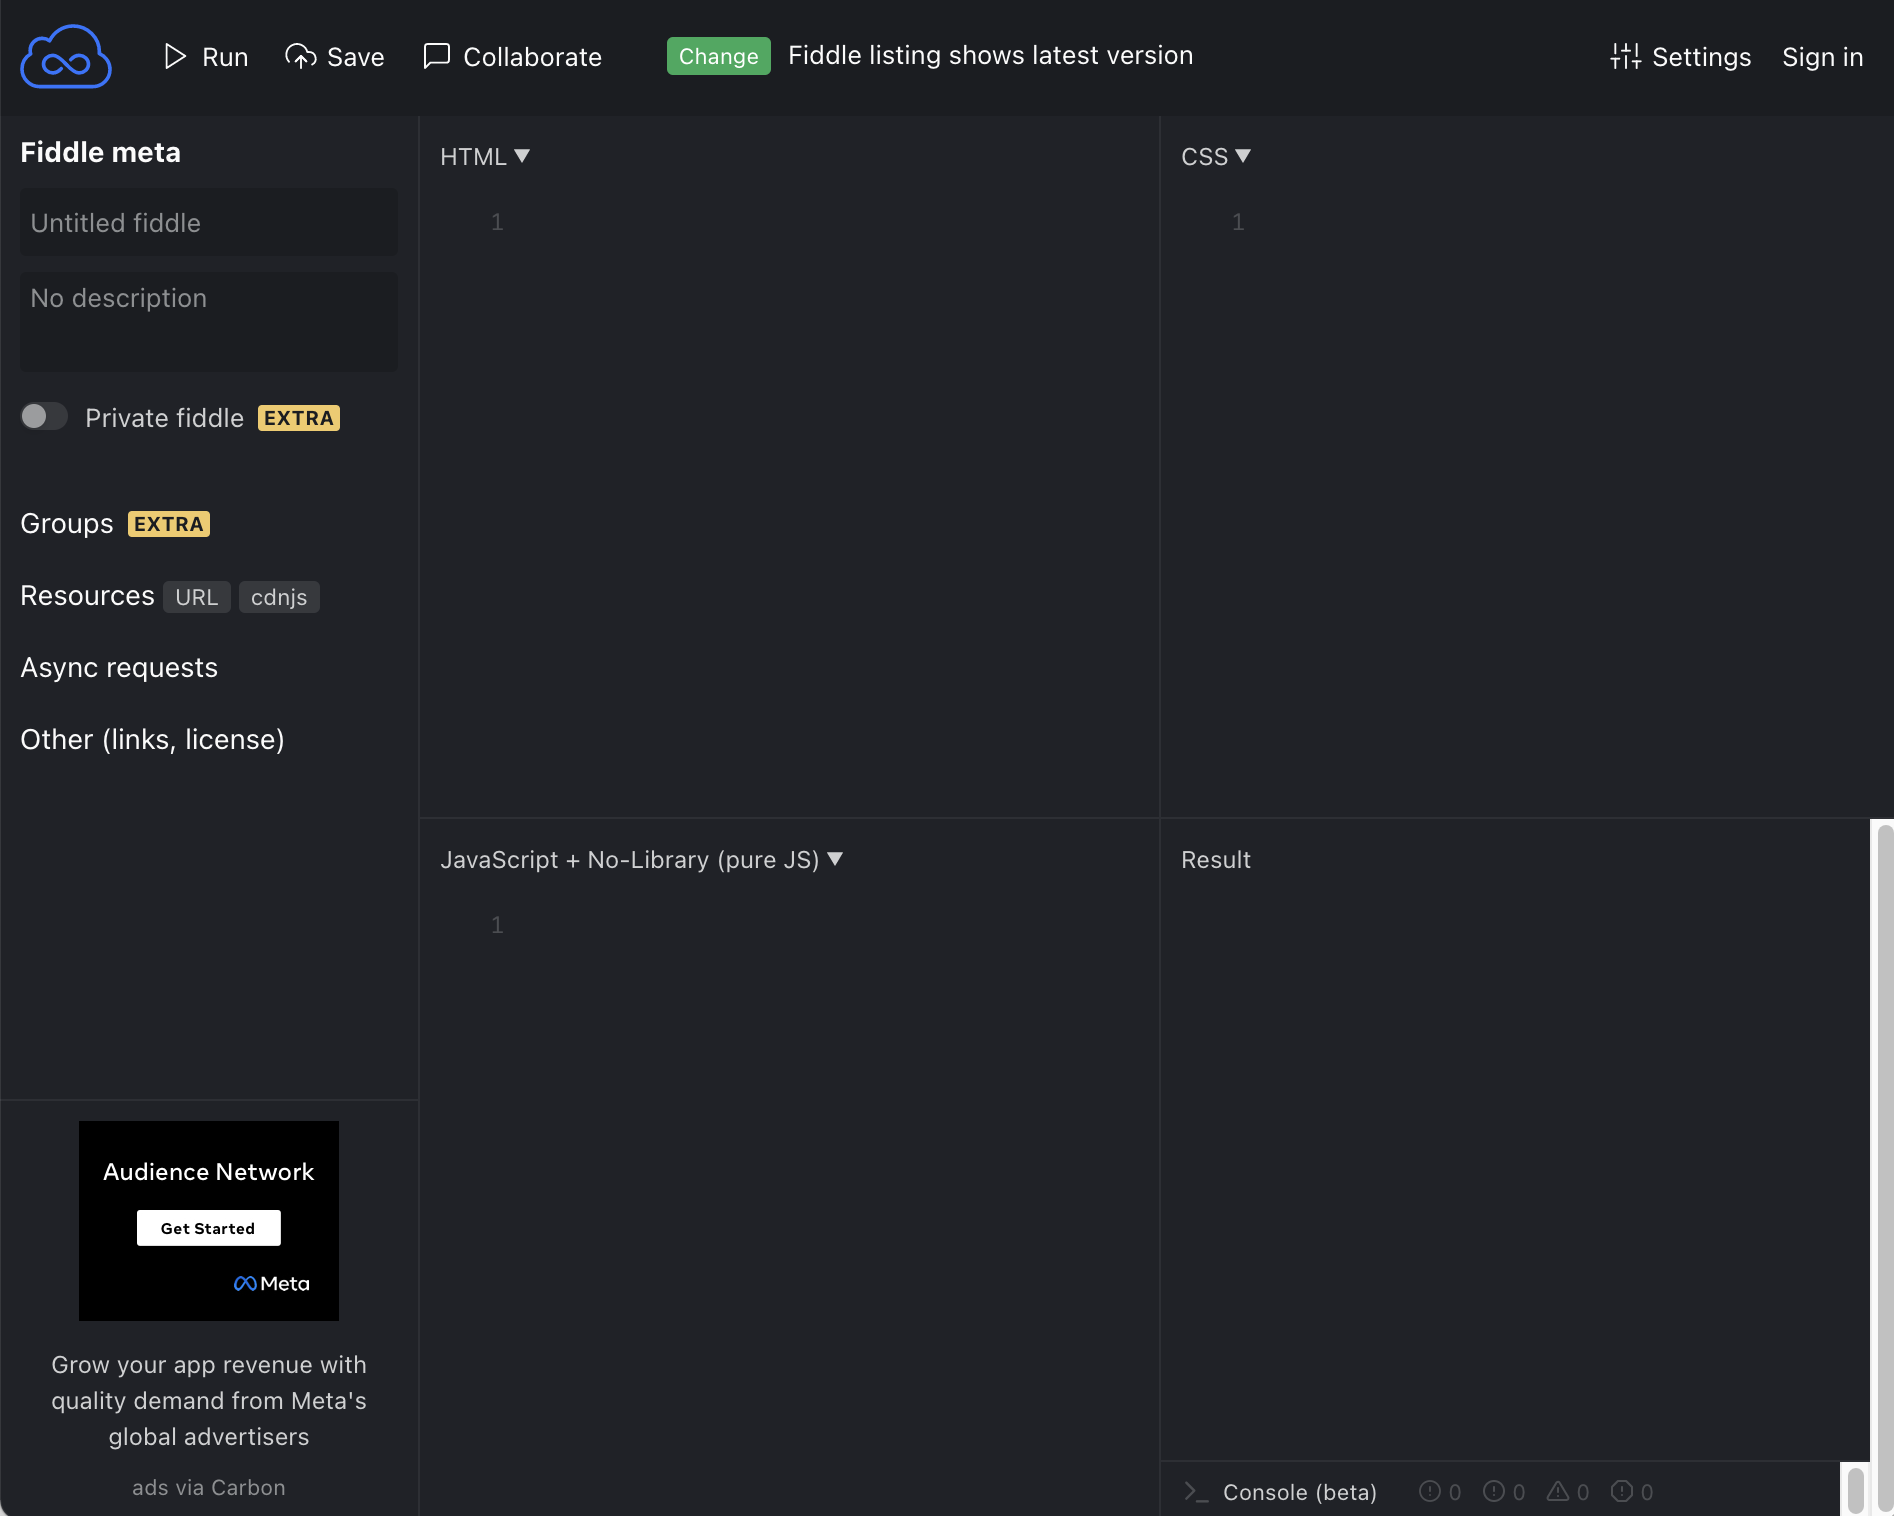 Run Save Collaborate Change Fiddle listing shows latest version Settings Sign in
Fiddle meta
Untitled fiddle
No description
Private fiddle EXTRA
Groups EXTRA
Resources URL cdnjs
Async requests
Other (links, license)
Audience Network
Get Started
Meta
Grow your app revenue with
quality demand from Meta's
global advertisers
ads via Carbon
HTML
1
CSS
1
JavaScript + No-Library (pure JS)
1
Result
Console (beta) 0 0 0 0